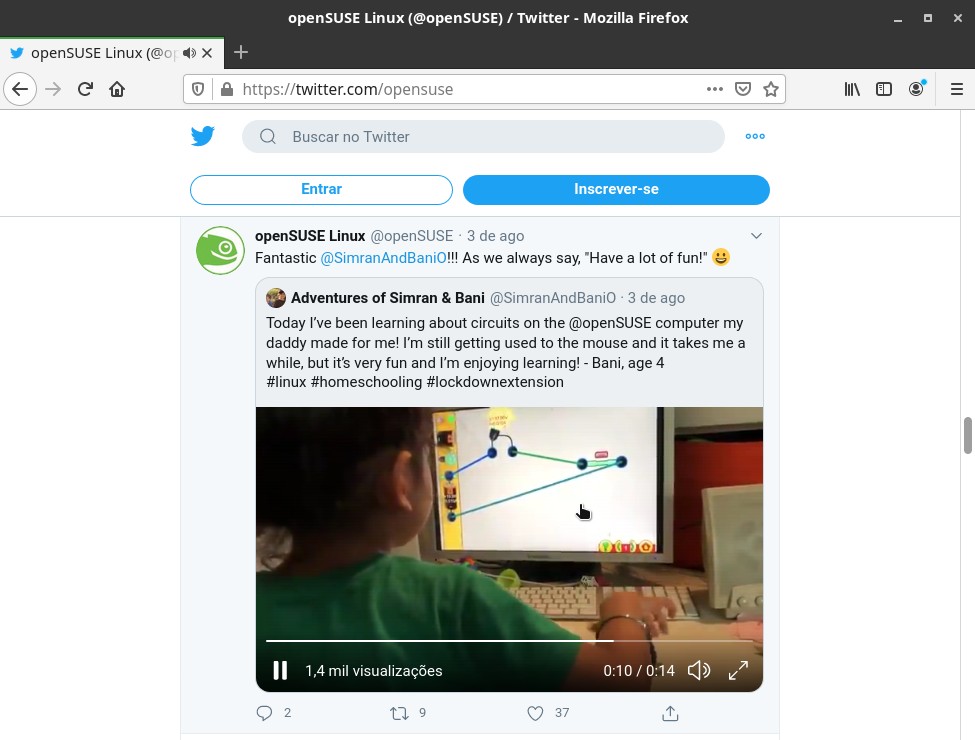 openSUSE Linux (@openSUSE) / Twitter - Mozilla Firefox
openSUSE Linux (@op
https://twitter.com/opensuse
Buscar no Twitter
Entrar
Inscrever-se
openSUSE Linux @openSUSE · 3 de ago
Fantastic @SimranAndBaniO!!! As we always say, "Have a lot of fun!" 😀
Adventures of Simran & Bani @SimranAndBaniO · 3 de ago
Today I’ve been learning about circuits on the @openSUSE computer my
daddy made for me! I’m still getting used to the mouse and it takes me a
while, but it’s very fun and I’m enjoying learning! - Bani, age 4
#linux #homeschooling #lockdownextension
1,4 mil visualizações
0:10 / 0:14
2
9
37